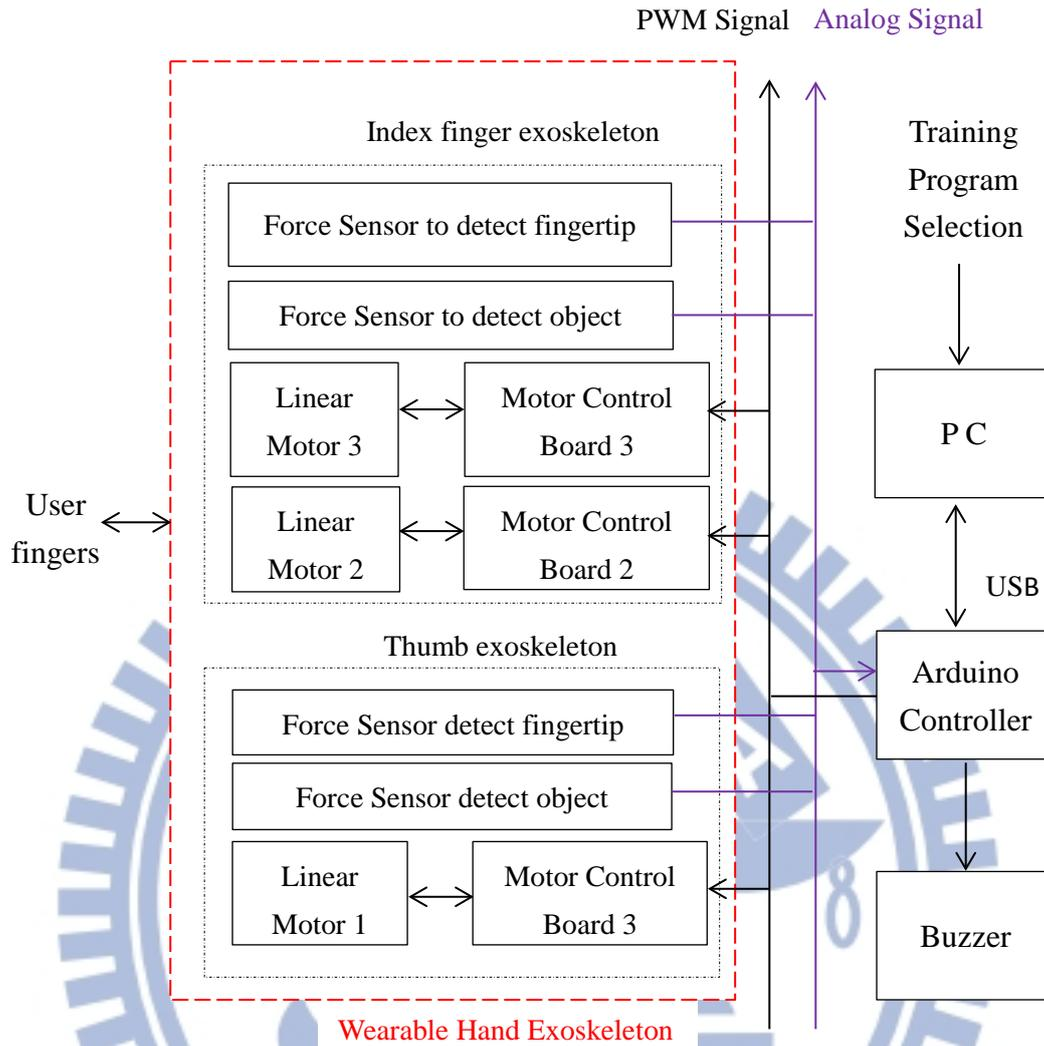 PWM Signal Analog Signal
Index finger exoskeleton
Force Sensor to detect fingertip
Force Sensor to detect object
Linear
Motor 3
Motor Control
Board 3
Linear
Motor 2
Motor Control
Board 2
User
fingers
Thumb exoskeleton
Force Sensor detect fingertip
Force Sensor detect object
Linear
Motor 1
Motor Control
Board 3
Wearable Hand Exoskeleton
Training
Program
Selection
P C
USB
Arduino
Controller
Buzzer
A
8